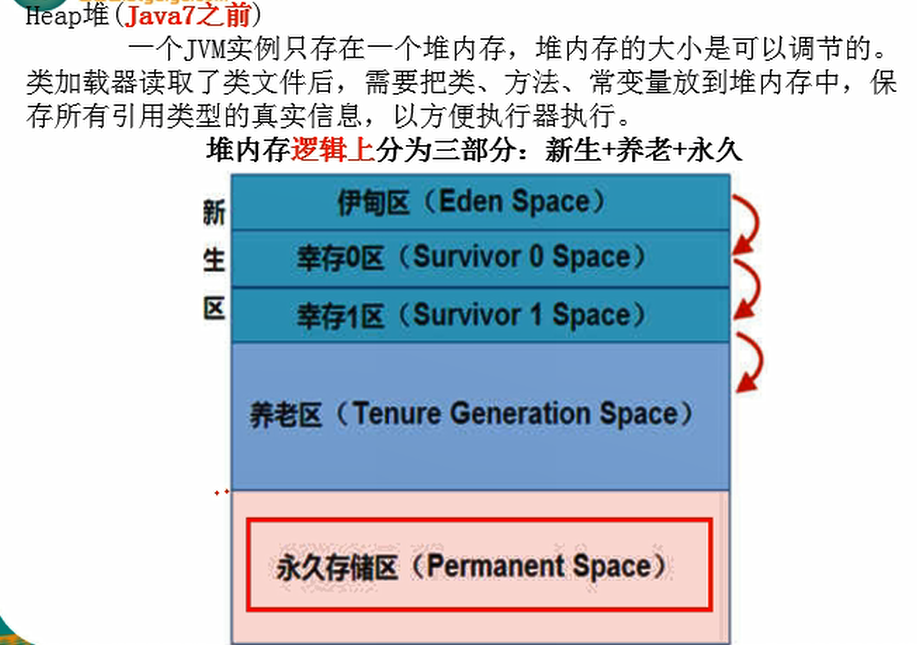 Heap堆(Java7之前)
一个JVM实例只存在一个堆内存，堆内存的大小是可以调节的。
类加载器读取了类文件后，需要把类、方法、常变量放到堆内存中，保
存所有引用类型的真实信息，以方便执行器执行。
堆内存逻辑上分为三部分：新生+养老+永久
新生区
伊甸区（Eden Space）
幸存0区（Survivor 0 Space）
幸存1区（Survivor 1 Space）
养老区（Tenure Generation Space）
永久存储区（Permanent Space）